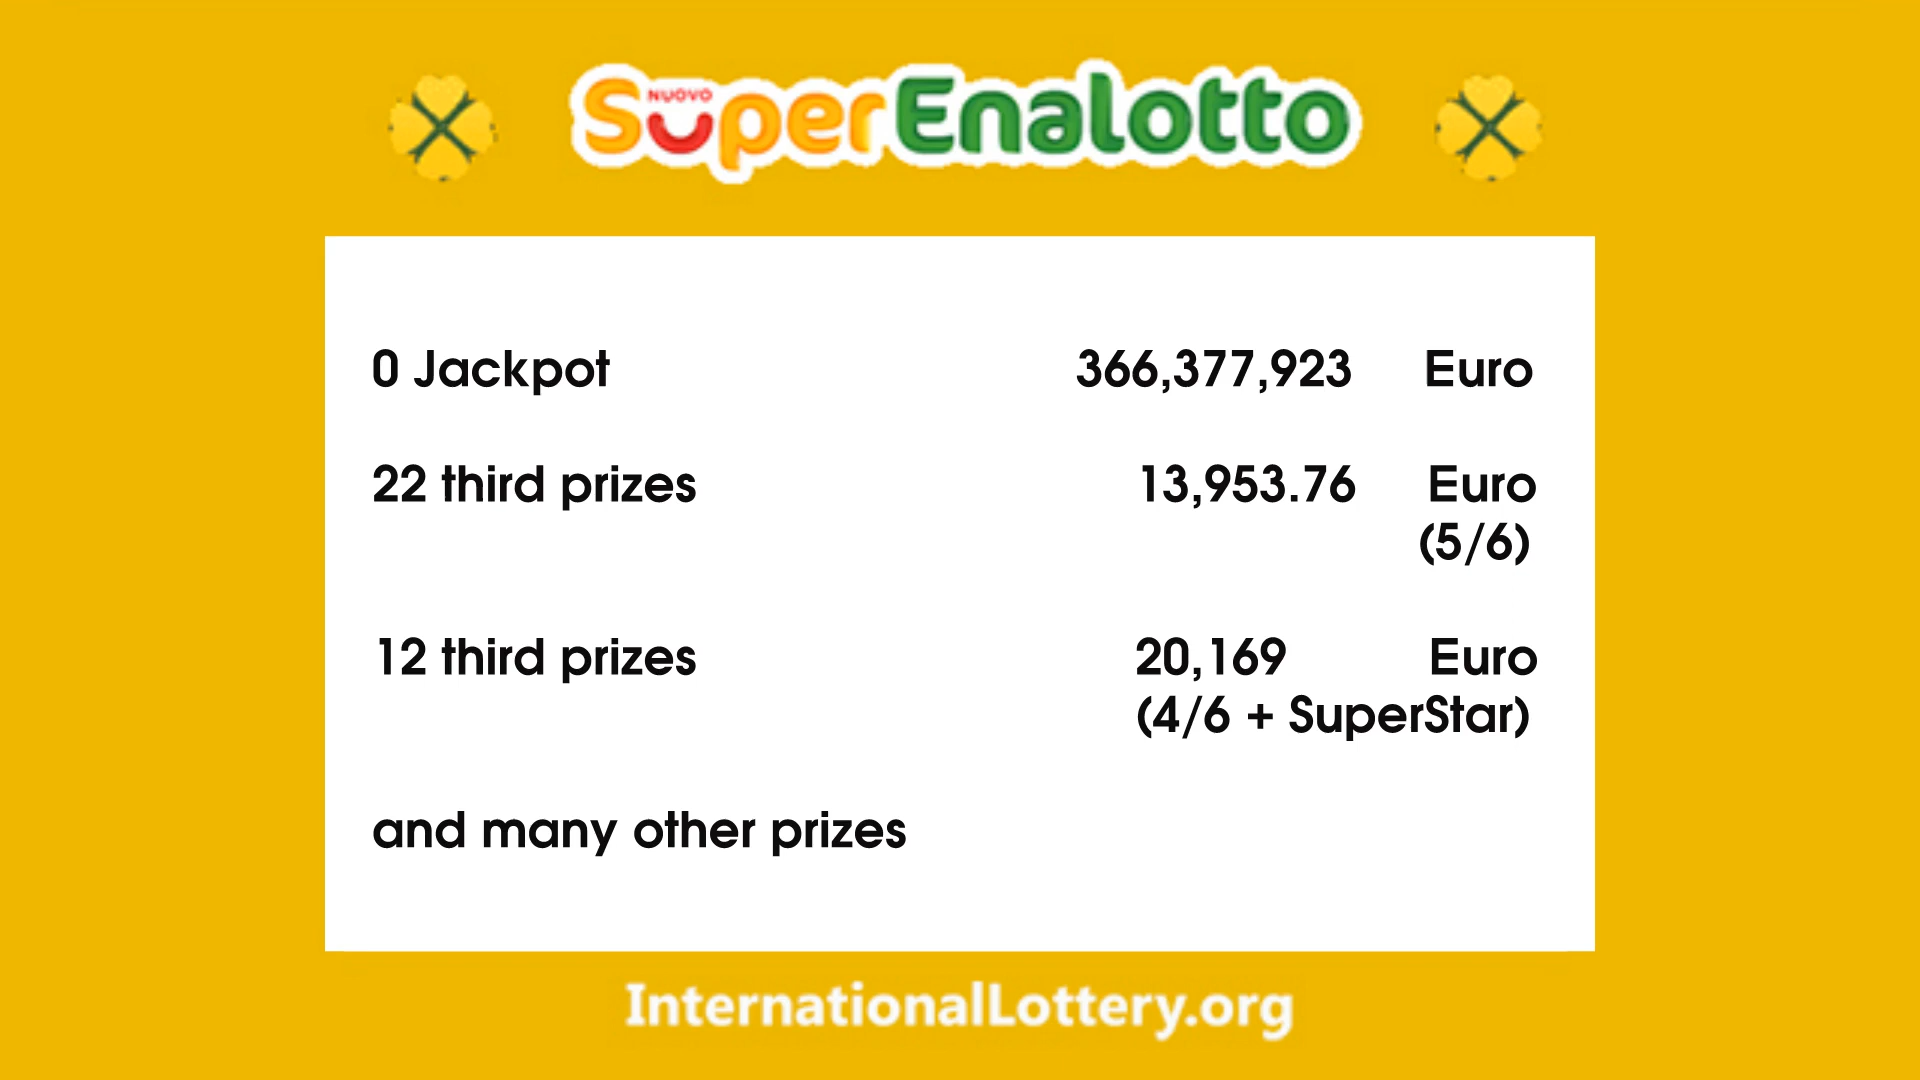 NUOVO
SuperEnalotto
0 Jackpot 366,377,923 Euro
22 third prizes 13,953.76 Euro
(5/6)
12 third prizes 20,169 Euro
(4/6 + SuperStar)
and many other prizes
InternationalLottery.org